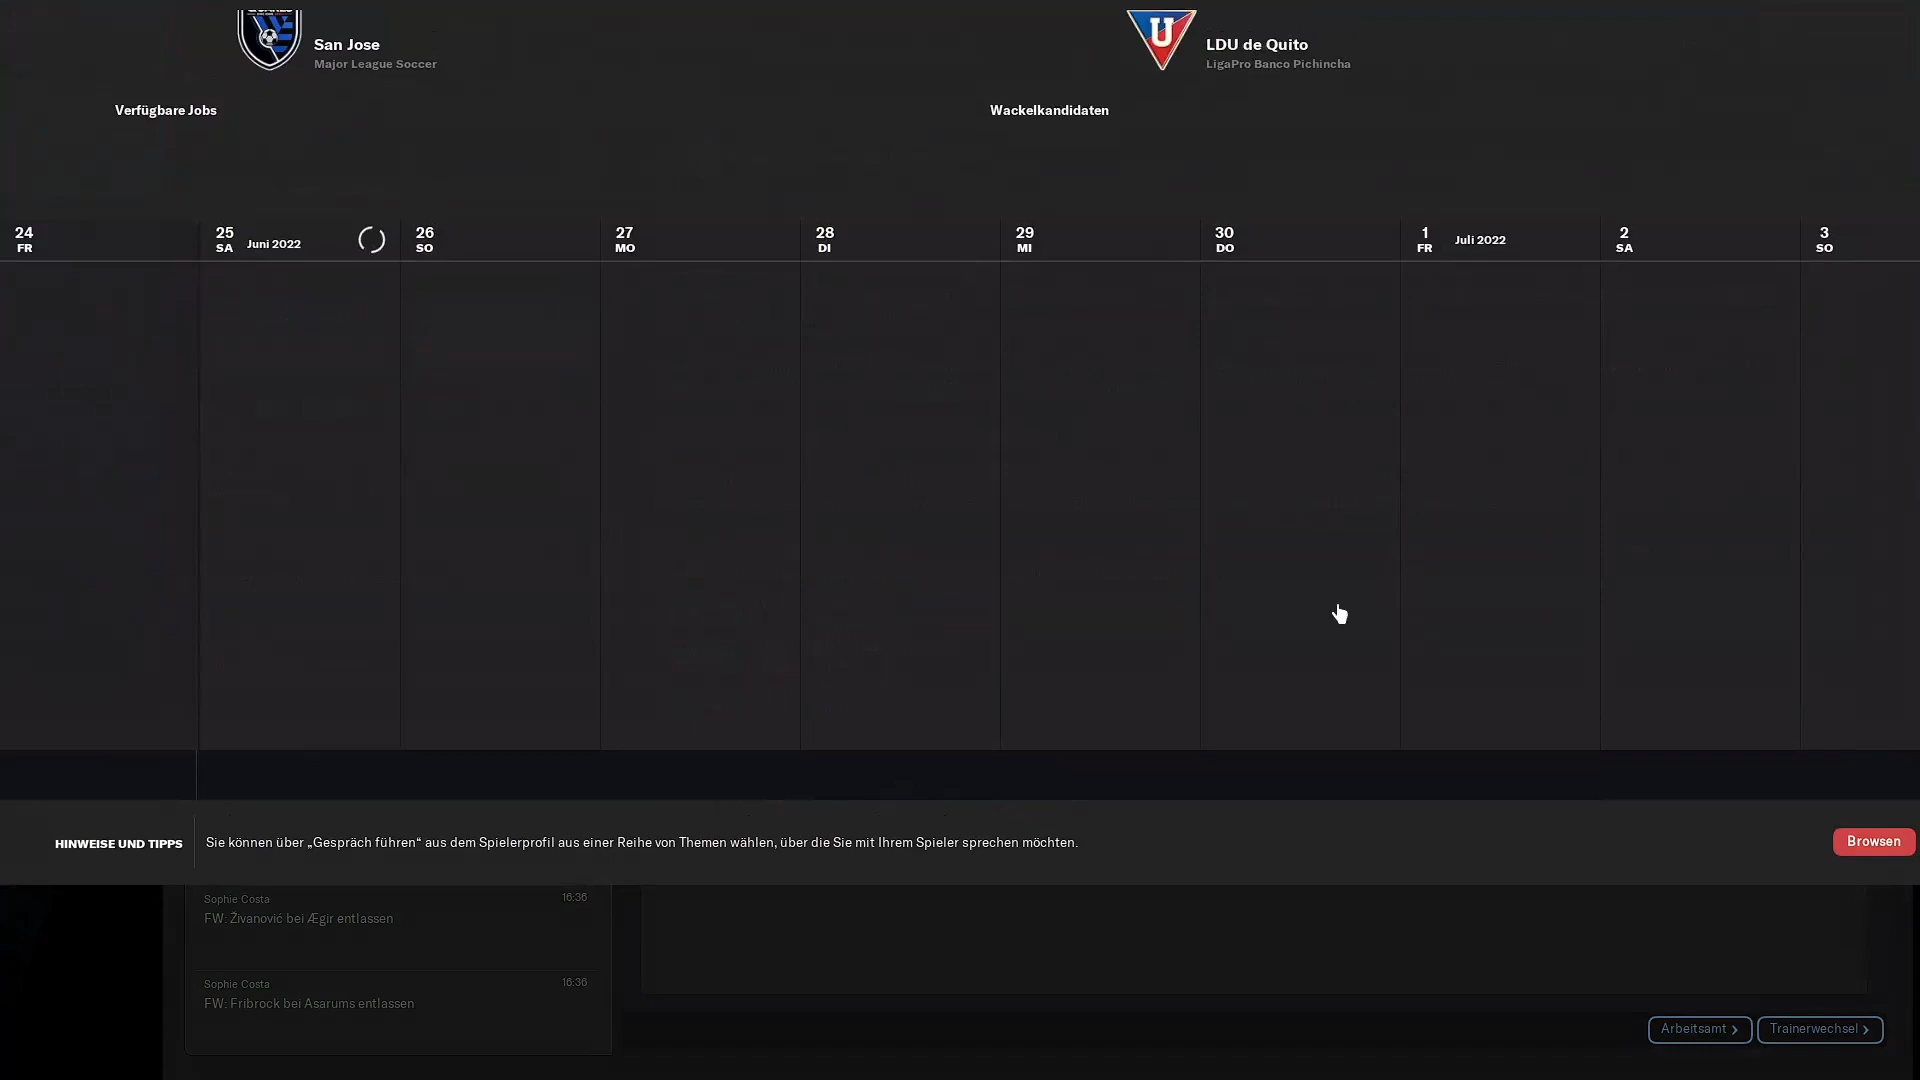 San Jose
Major League Soccer
LDU de Quito
LigaPro Banco Pichincha
Verfügbare Jobs
Wackelkandidaten
24
FR
25
SA Juni 2022
26
SO
27
MO
28
DI
29
MI
30
DO
1
FR Juli 2022
2
SA
3
SO
HINWEISE UND TIPPS
Sie können über „Gespräch führen“ aus dem Spielerprofil aus einer Reihe von Themen wählen, über die Sie mit Ihrem Spieler sprechen möchten.
Browsen
Sophie Costa 16:36
FW: Živanović bei Ægir entlassen
Sophie Costa 16:36
FW: Fribrock bei Asarums entlassen
Arbeitsamt
Trainerwechsel